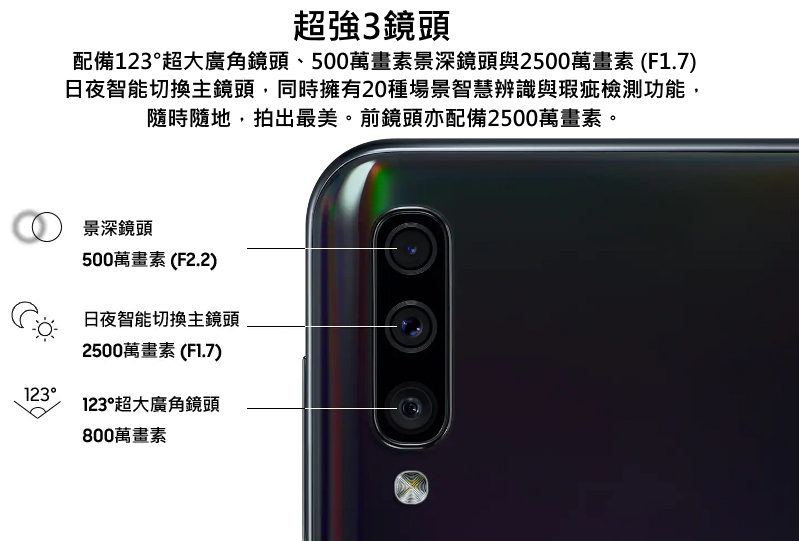 超強3鏡頭
配備123°超大廣角鏡頭、500萬畫素景深鏡頭與2500萬畫素 (F1.7)
日夜智能切換主鏡頭，同時擁有20種場景智慧辨識與瑕疵檢測功能，
隨時隨地，拍出最美。前鏡頭亦配備2500萬畫素。
景深鏡頭
500萬畫素 (F2.2)
日夜智能切換主鏡頭
2500萬畫素 (F1.7)
123°
123°超大廣角鏡頭
800萬畫素